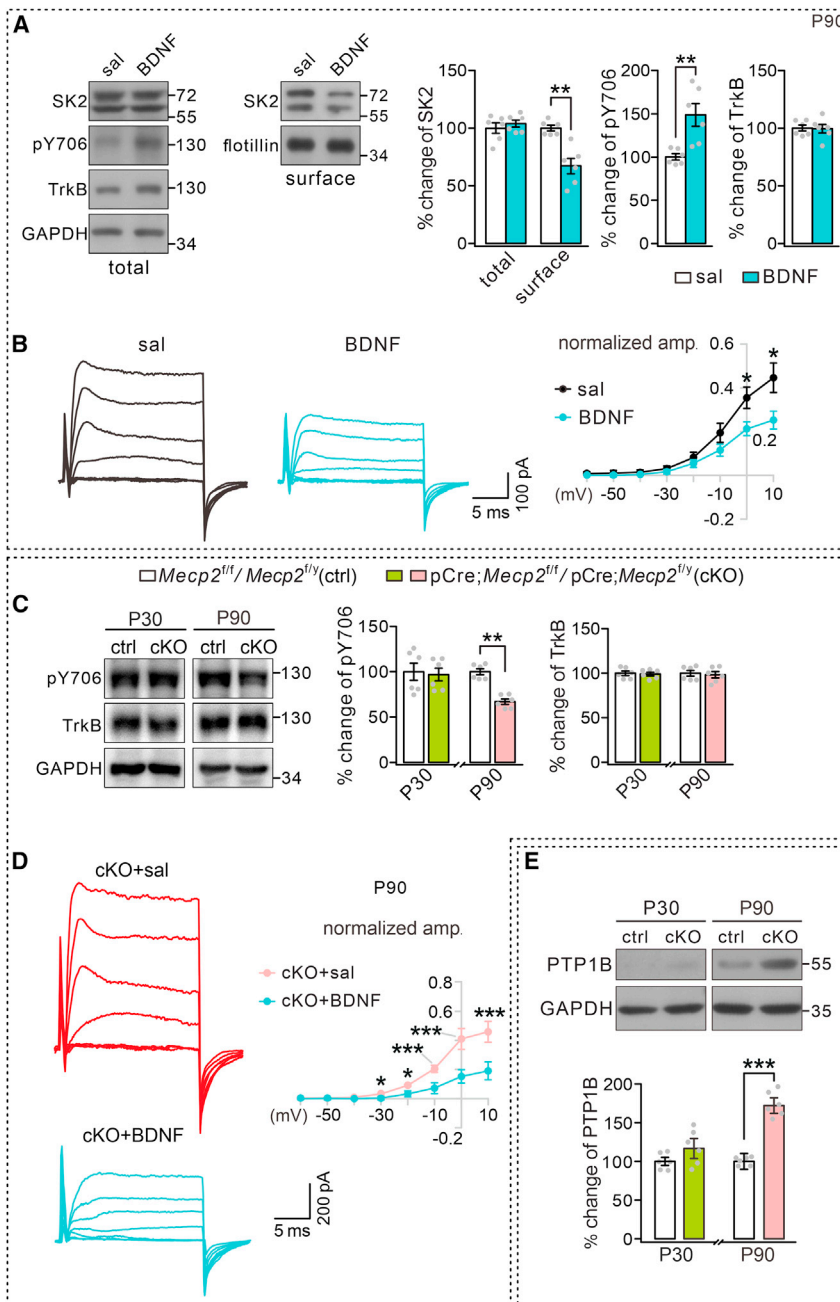 A
P90
sal BDNF
SK2 72
55
pY706 130
TrkB 130
GAPDH 34
total
sal BDNF
SK2 72
55
flotillin 34
surface
% change of SK2
150
100
50
0
total surface
**
% change of pY706
200
150
100
50
0
**
% change of TrkB
150
100
50
0
sal BDNF
B
sal
BDNF
100 pA
5 ms
normalized amp.
sal
BDNF
0.6
0.4
0.2
-0.2
* *
(mV) -50 -30 -10 10
Mecp2f/f/ Mecp2f/y(ctrl) pCre;Mecp2f/f/ pCre;Mecp2f/y(cKO)
C
P30 P90
ctrl cKO ctrl cKO
pY706 130
TrkB 130
GAPDH 34
% change of pY706
150
100
50
0
**
P30 P90
% change of TrkB
150
100
50
0
P30 P90
D
cKO+sal
cKO+BDNF
200 pA
5 ms
P90
normalized amp.
cKO+sal
cKO+BDNF
0.8
0.6
-0.2
* * *** *** ***
(mV) -50 -30 -10 10
E
P30 P90
ctrl cKO ctrl cKO
PTP1B 55
GAPDH 35
% change of PTP1B
200
150
100
50
0
***
P30 P90